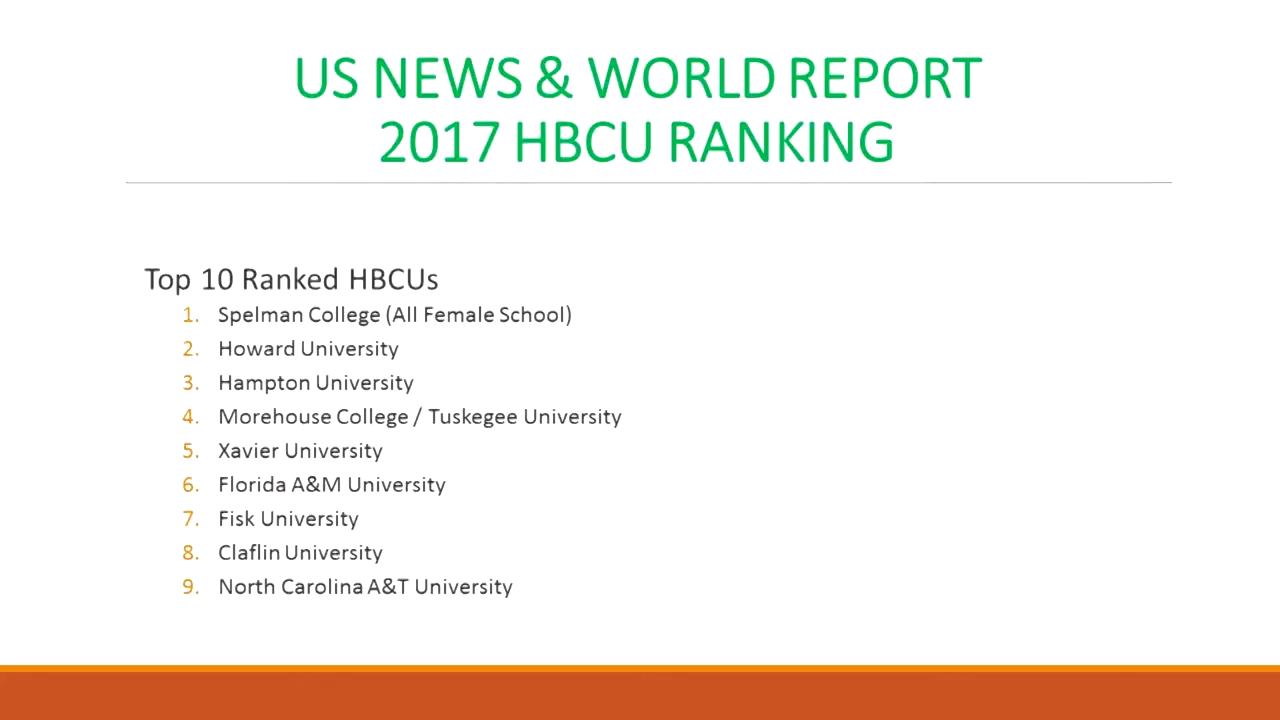 US NEWS & WORLD REPORT
2017 HBCU RANKING
Top 10 Ranked HBCUs
1. Spelman College (All Female School)
2. Howard University
3. Hampton University
4. Morehouse College / Tuskegee University
5. Xavier University
6. Florida A&M University
7. Fisk University
8. Claflin University
9. North Carolina A&T University